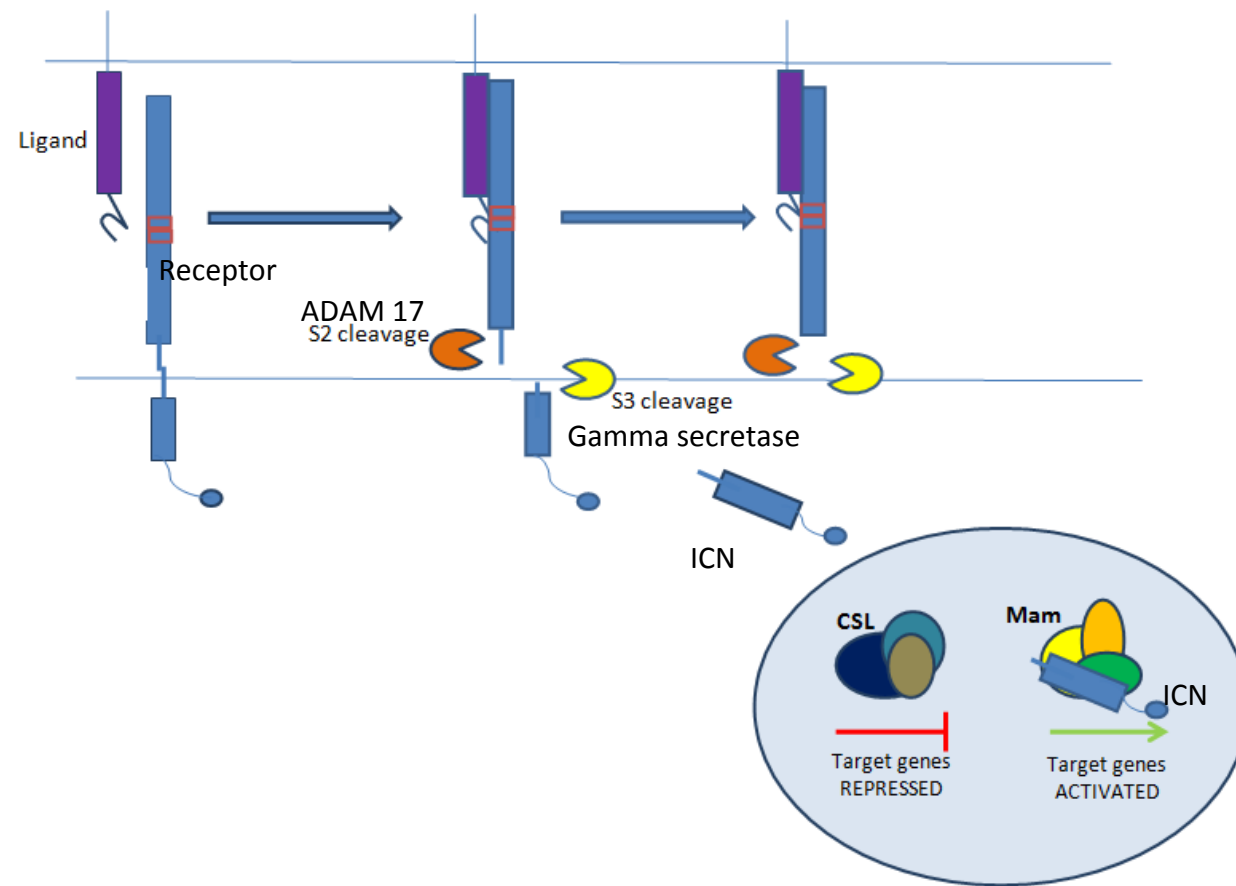 Ligand
Receptor
ADAM 17
S2 cleavage
S3 cleavage
Gamma secretase
ICN
CSL
Mam
ICN
Target genes
REPRESSED
Target genes
ACTIVATED